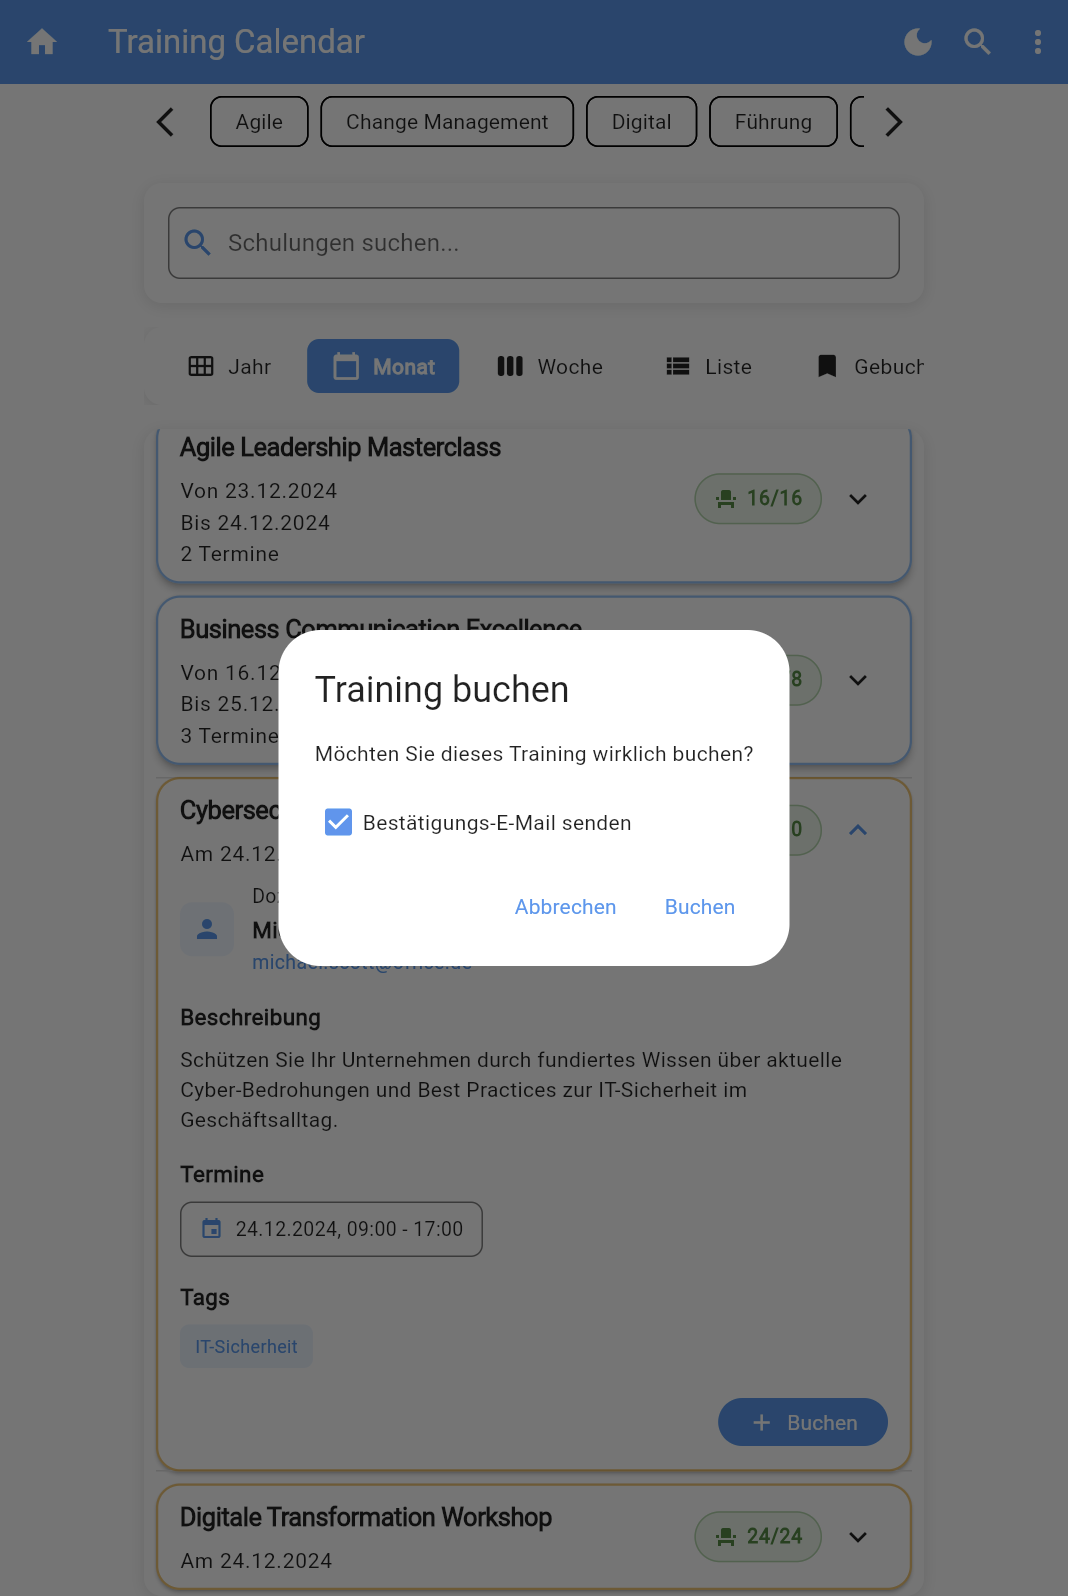 Training Calendar
Agile
Change Management
Digital
Führung
Schulungen suchen...
Jahr
Monat
Woche
Liste
Gebuch
Agile Leadership Masterclass
Von 23.12.2024
Bis 24.12.2024
2 Termine
16/16
Business Communication Excellence
Von 16.12
Bis 25.12.
3 Termine
8
Training buchen
Möchten Sie dieses Training wirklich buchen?
Bestätigungs-E-Mail senden
Abbrechen
Buchen
Cybersec
Am 24.12.
0
Do
Mi
Beschreibung
Schützen Sie Ihr Unternehmen durch fundiertes Wissen über aktuelle
Cyber-Bedrohungen und Best Practices zur IT-Sicherheit im
Geschäftsalltag.
Termine
24.12.2024, 09:00 - 17:00
Tags
IT-Sicherheit
Buchen
Digitale Transformation Workshop
Am 24.12.2024
24/24